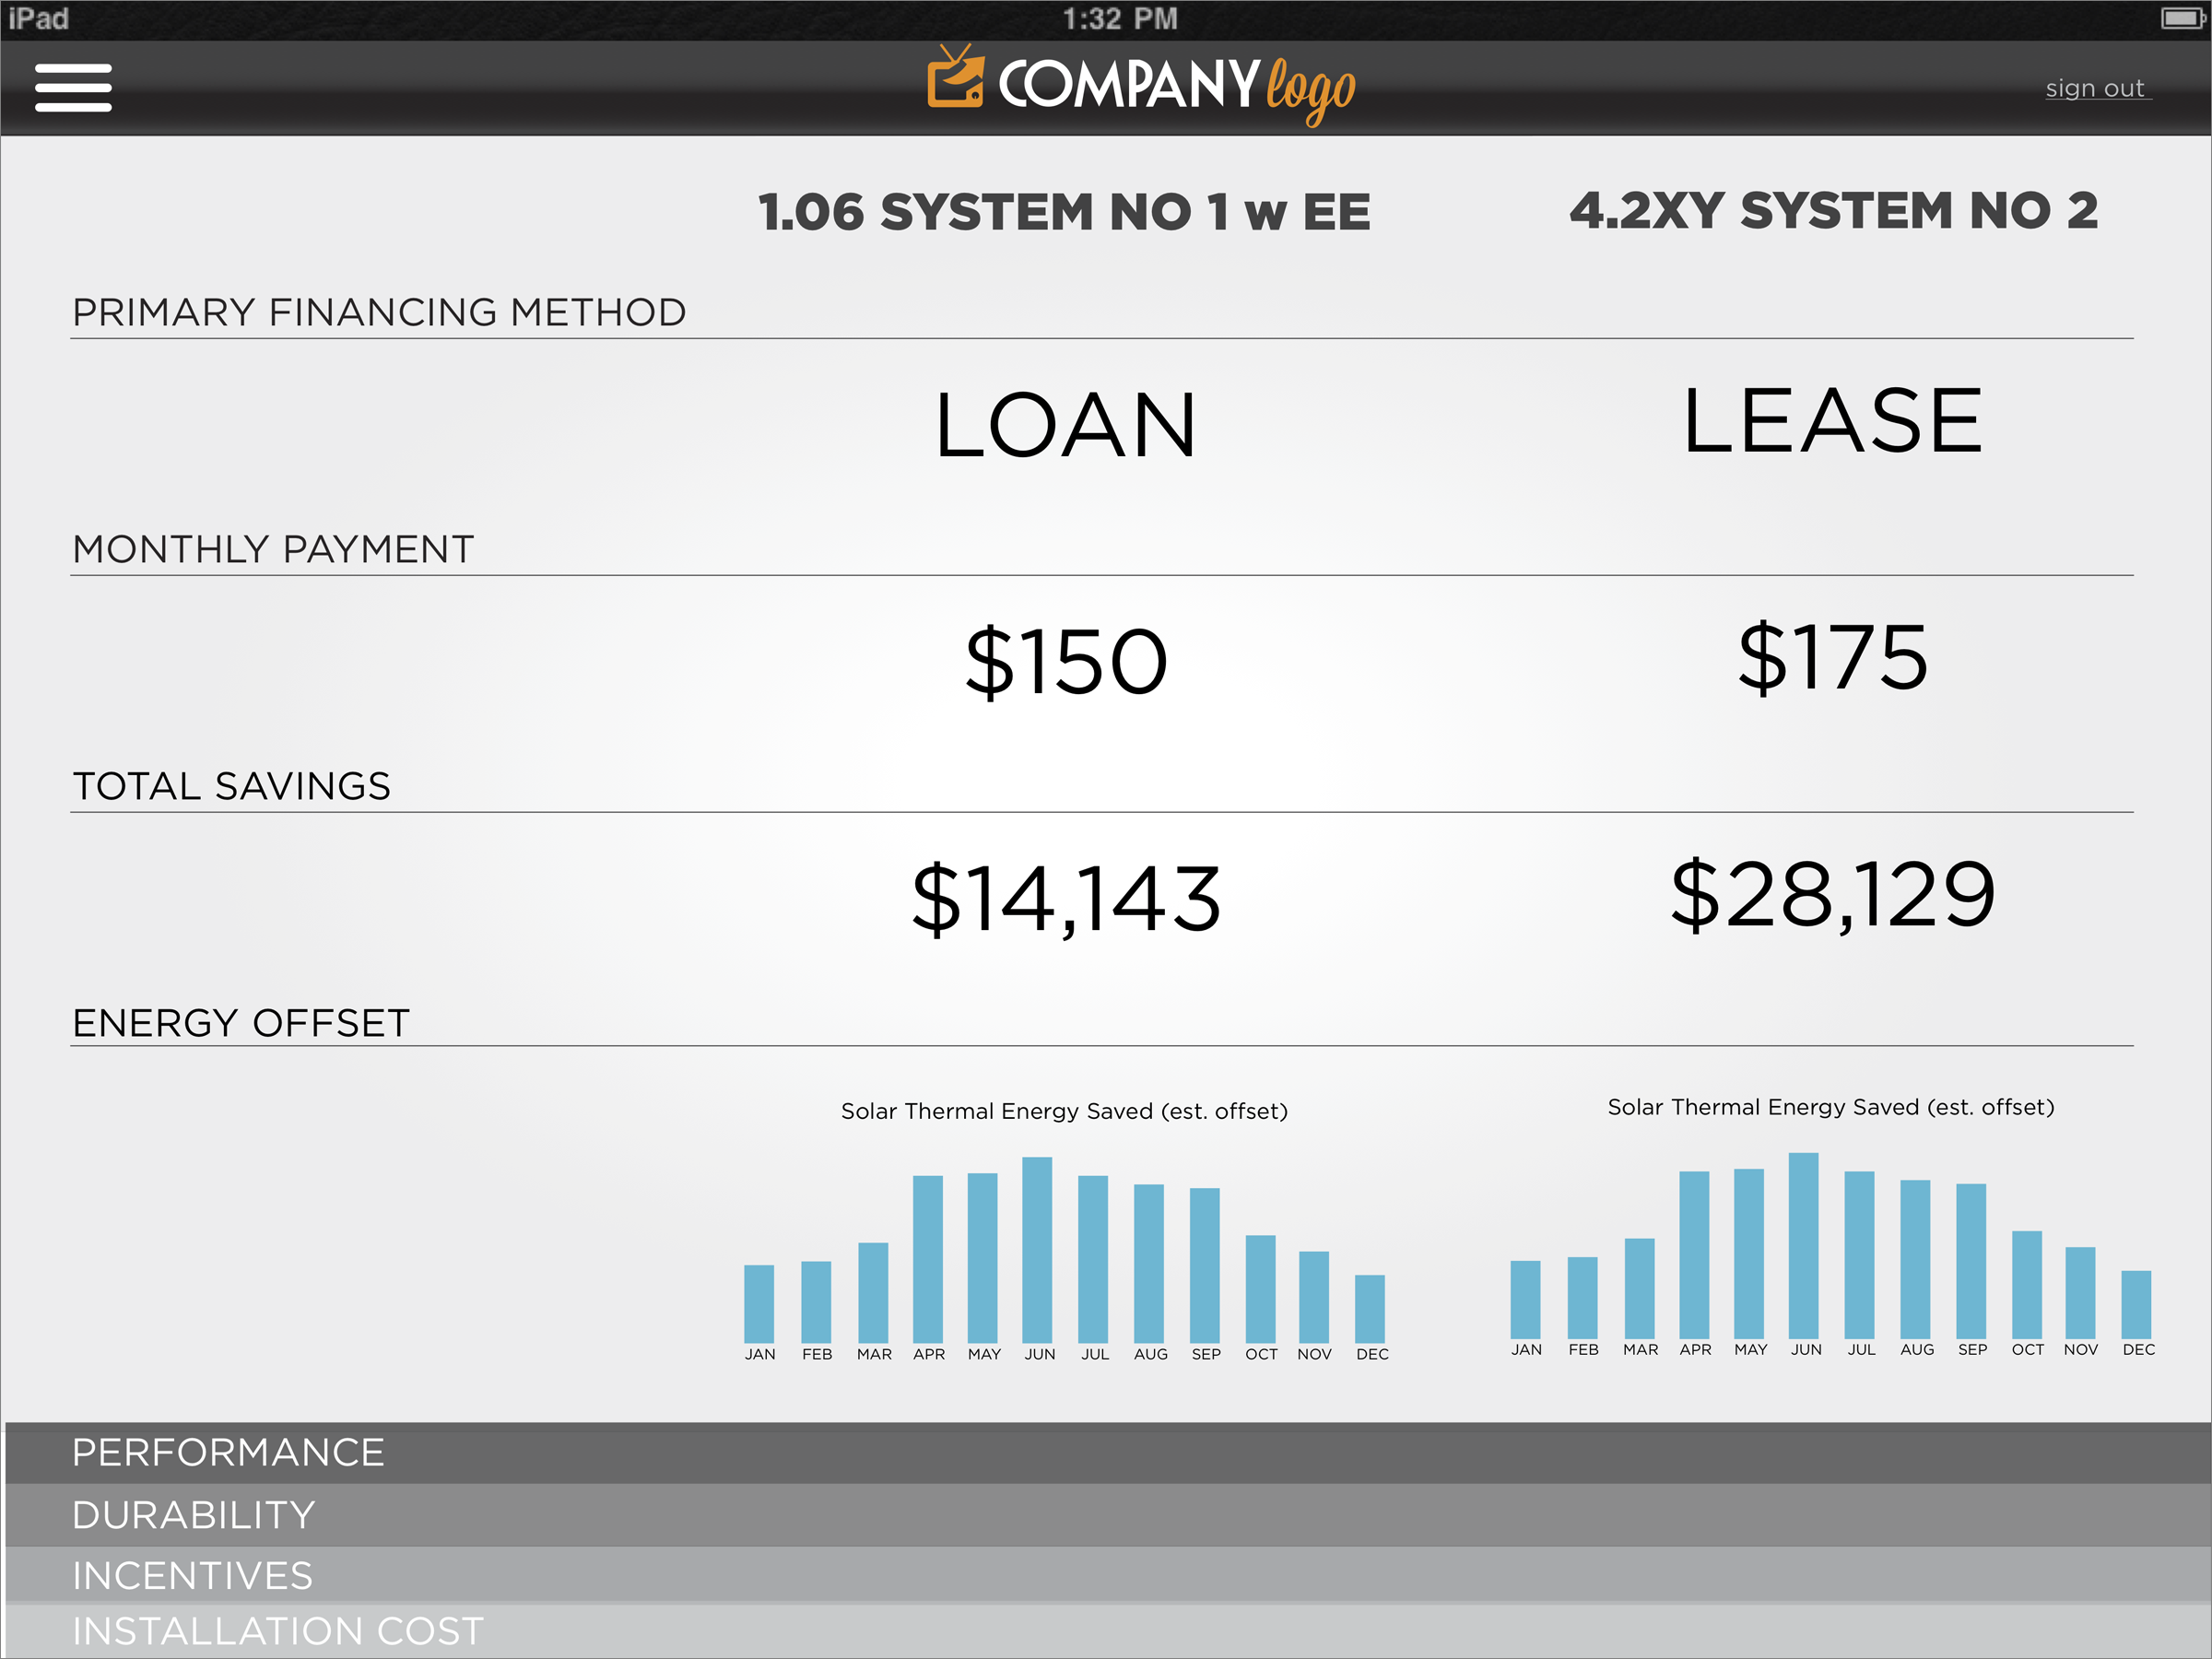 iPad 1:32 PM
COMPANY logo
sign out
1.06 SYSTEM NO 1 w EE 4.2XY SYSTEM NO 2
PRIMARY FINANCING METHOD
LOAN LEASE
MONTHLY PAYMENT
$150 $175
TOTAL SAVINGS
$14,143 $28,129
ENERGY OFFSET
Solar Thermal Energy Saved (est. offset) Solar Thermal Energy Saved (est. offset)
JAN FEB MAR APR MAY JUN JUL AUG SEP OCT NOV DEC JAN FEB MAR APR MAY JUN JUL AUG SEP OCT NOV DEC
PERFORMANCE
DURABILITY
INCENTIVES
INSTALLATION COST